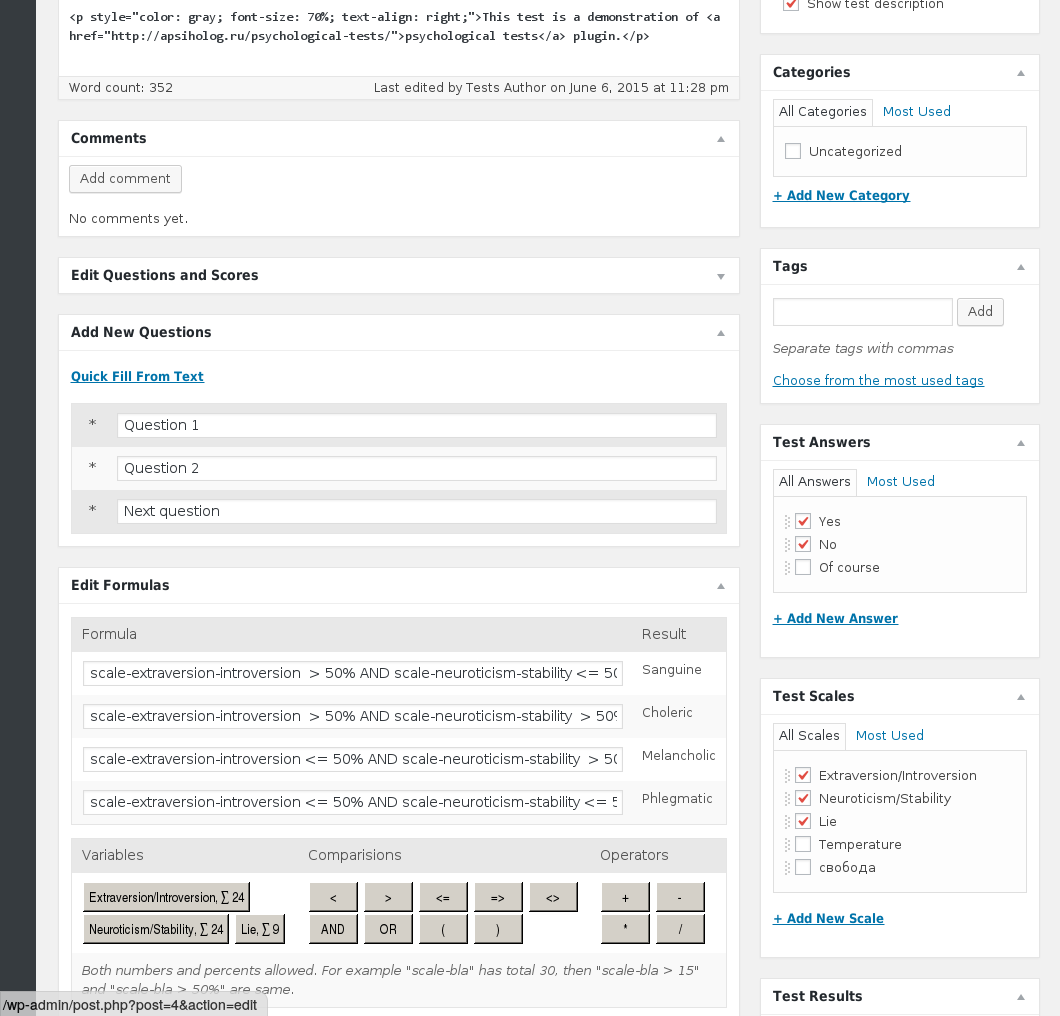 <p style="color: gray; font-size: 70%; text-align: right;">This test is a demonstration of <a
href="http://apsiholog.ru/psychological-tests/">psychological tests</a> plugin.</p>
Word count: 352
Last edited by Tests Author on June 6, 2015 at 11:28 pm
Comments
Add comment
No comments yet.
Edit Questions and Scores
Add New Questions
Quick Fill From Text
* Question 1
* Question 2
* Next question
Edit Formulas
Formula Result
scale-extraversion-introversion > 50% AND scale-neuroticism-stability <= 50 Sanguine
scale-extraversion-introversion > 50% AND scale-neuroticism-stability > 50% Choleric
scale-extraversion-introversion <= 50% AND scale-neuroticism-stability > 50 Melancholic
scale-extraversion-introversion <= 50% AND scale-neuroticism-stability <= 5 Phlegmatic
Variables Comparisions Operators
Extraversion/Introversion, ∑ 24 < > <= => <> + -
Neuroticism/Stability, ∑ 24 Lie, ∑ 9 AND OR ( ) * /
Both numbers and percents allowed. For example "scale-bla" has total 30, then "scale-bla > 15"
and "scale-bla > 50%" are same.
/wp-admin/post.php?post=4&action=edit
Show test description
Categories
All Categories Most Used
Uncategorized
+ Add New Category
Tags
Add
Separate tags with commas
Choose from the most used tags
Test Answers
All Answers Most Used
Yes
No
Of course
+ Add New Answer
Test Scales
All Scales Most Used
Extraversion/Introversion
Neuroticism/Stability
Lie
Temperature
свобода
+ Add New Scale
Test Results